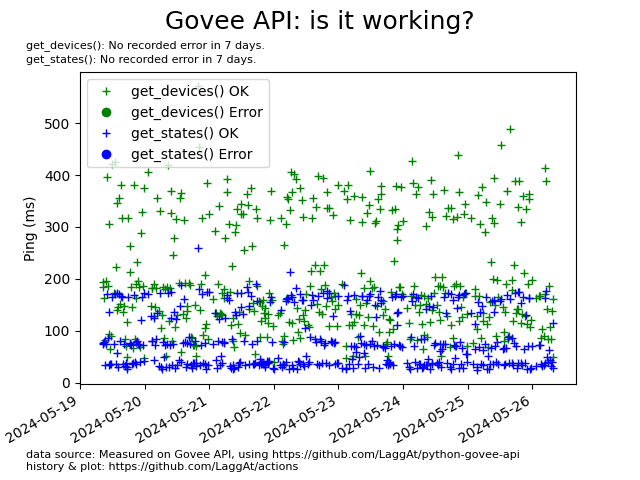 Govee API: is it working?
get_devices(): No recorded error in 7 days.
get_states(): No recorded error in 7 days.
get_devices() OK
get_devices() Error
get_states() OK
get_states() Error
Ping (ms)
500
400
300
200
100
0
2024-05-19
2024-05-20
2024-05-21
2024-05-22
2024-05-23
2024-05-24
2024-05-25
2024-05-26
data source: Measured on Govee API, using https://github.com/LaggAt/python-govee-api
history & plot: https://github.com/LaggAt/actions